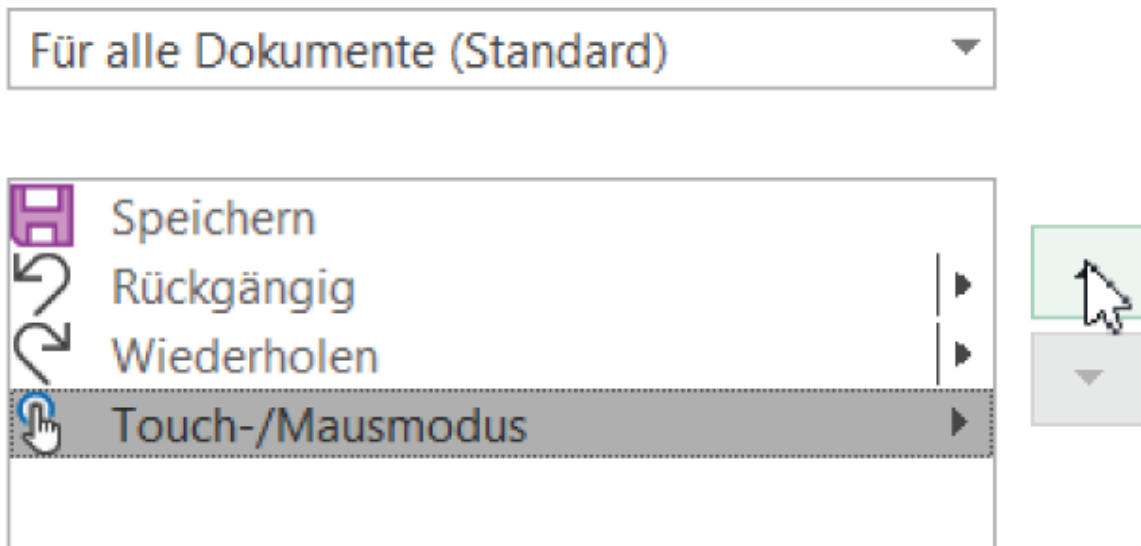 Für alle Dokumente (Standard)
Speichern
Rückgängig
Wiederholen
Touch-/Mausmodus